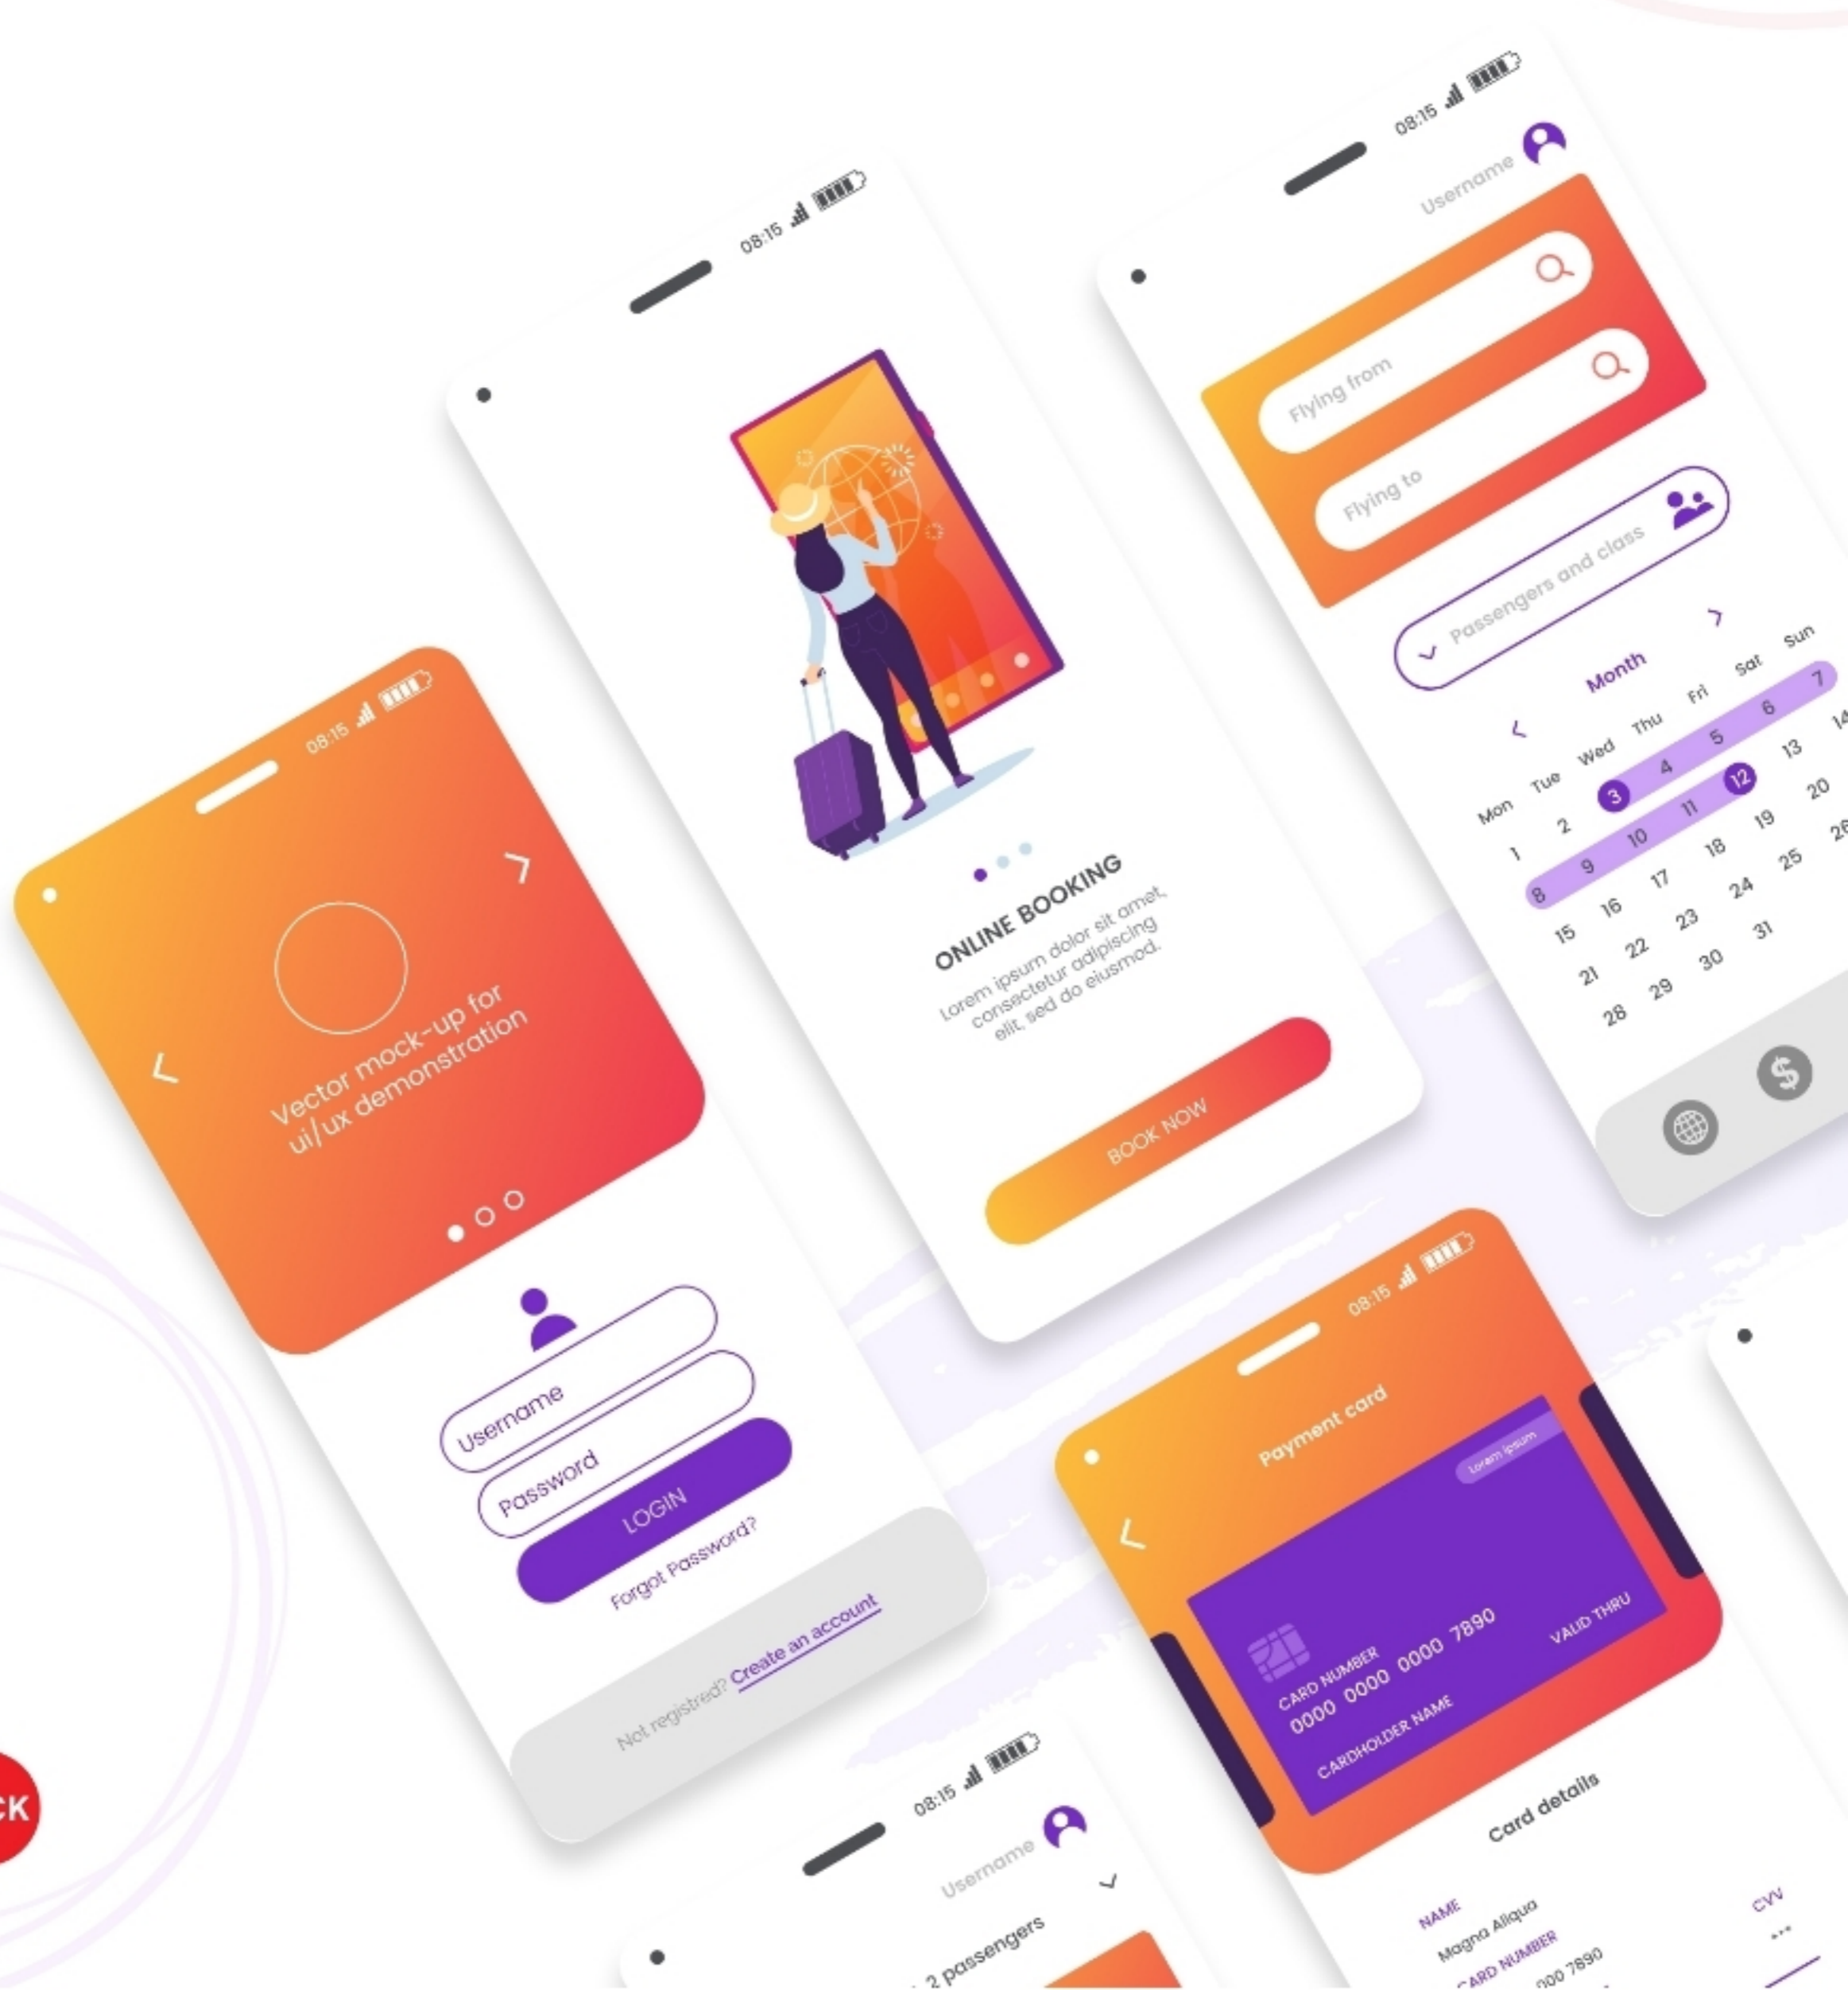 08:15
Vector mock-up for
ui/ux demonstration
Username
Password
LOGIN
Forgot Password?
Not registred? Create an account
08:15
ONLINE BOOKING
Lorem ipsum dolor sit amet,
consectetur adipiscing
elit, sed do eiusmod.
BOOK NOW
08:15
Username
Flying from
Flying to
Passengers and class
Month
Mon Tue Wed Thu Fri Sat Sun
1 2 3 4 5 6 7
8 9 10 11 12 13 14
15 16 17 18 19 20
21 22 23 24 25 26
28 29 30 31
$
08:15
Payment card
Lorem ipsum
CARD NUMBER
0000 0000 0000 7890
VALID THRU
CARDHOLDER NAME
Card details
NAME
Magna Aliqua
CVV
***
CARD NUMBER
000 7890
08:15
Username
2 passengers
CK